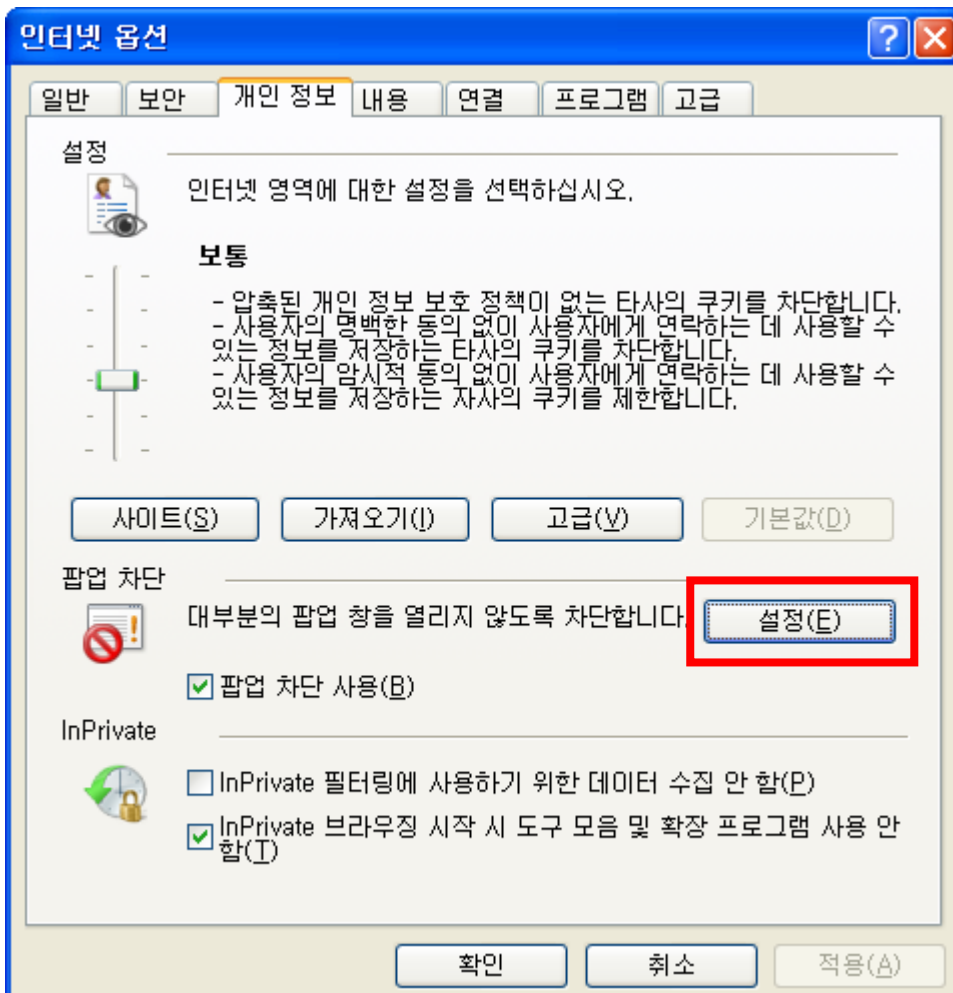 인터넷 옵션
일반 보안 개인 정보 내용 연결 프로그램 고급
설정
인터넷 영역에 대한 설정을 선택하십시오.
보통
- 압축된 개인 정보 보호 정책이 없는 타사의 쿠키를 차단합니다.
- 사용자의 명백한 동의 없이 사용자에게 연락하는 데 사용할 수
있는 정보를 저장하는 타사의 쿠키를 차단합니다.
- 사용자의 암시적 동의 없이 사용자에게 연락하는 데 사용할 수
있는 정보를 저장하는 자사의 쿠키를 제한합니다.
사이트(S) 가져오기(I) 고급(V) 기본값(D)
팝업 차단
대부분의 팝업 창을 열리지 않도록 차단합니다. 설정(E)
팝업 차단 사용(B)
InPrivate
InPrivate 필터링에 사용하기 위한 데이터 수집 안 함(P)
InPrivate 브라우징 시작 시 도구 모음 및 확장 프로그램 사용 안
함(T)
확인 취소 적용(A)